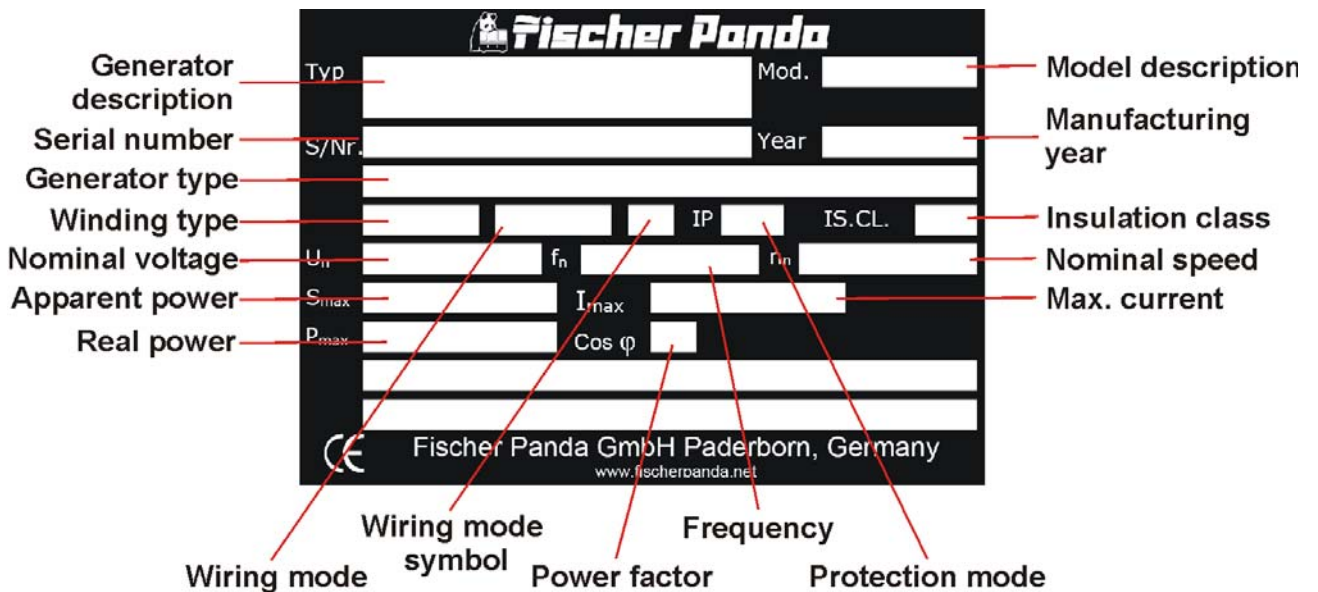 Fischer Panda
Generator description
Typ
Mod.
Model description
Serial number
S/Nr.
Year
Manufacturing year
Generator type
Winding type
IP
IS.CL.
Insulation class
Nominal voltage
Un
fn
nn
Nominal speed
Apparent power
Smax
Imax
Max. current
Real power
Pmax
Cos φ
CE
Fischer Panda GmbH Paderborn, Germany
www.fischerpanda.net
Wiring mode symbol
Frequency
Wiring mode
Power factor
Protection mode